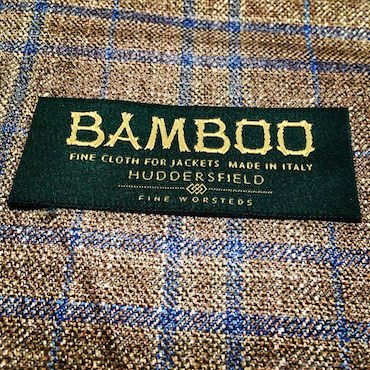 BAMBOO
FINE CLOTH FOR JACKETS MADE IN ITALY
HUDDERSFIELD
FINE WORSTEDS